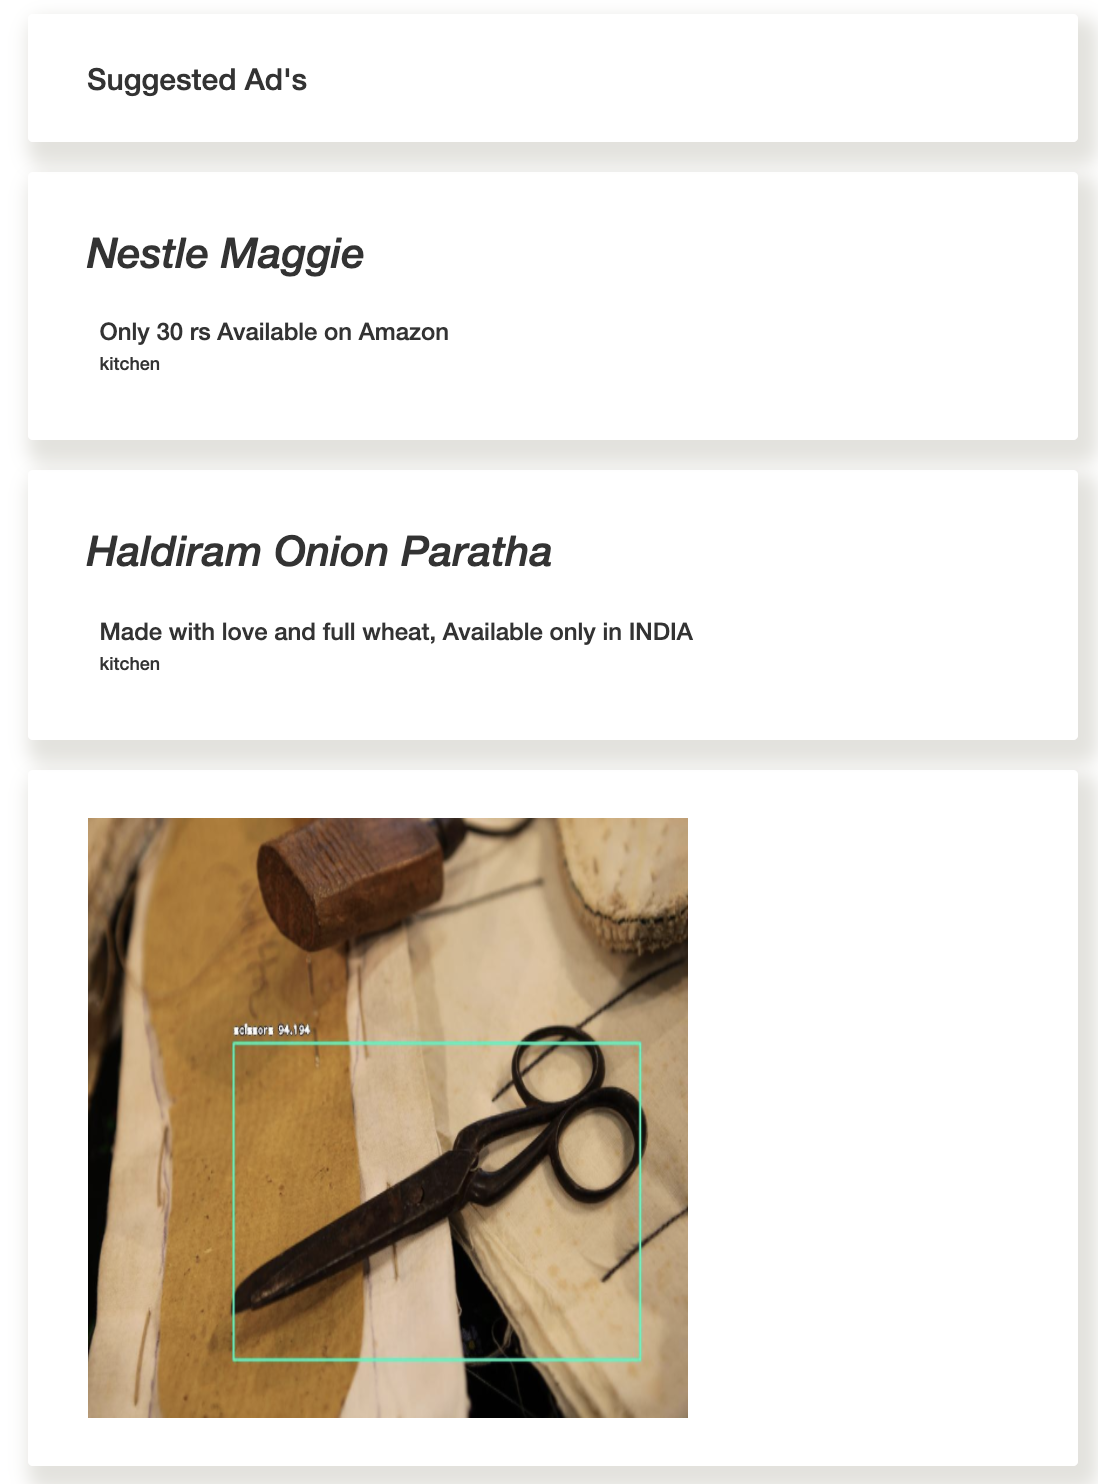 Suggested Ad's
Nestle Maggie
Only 30 rs Available on Amazon
kitchen
Haldiram Onion Paratha
Made with love and full wheat, Available only in INDIA
kitchen
scissors 94.194